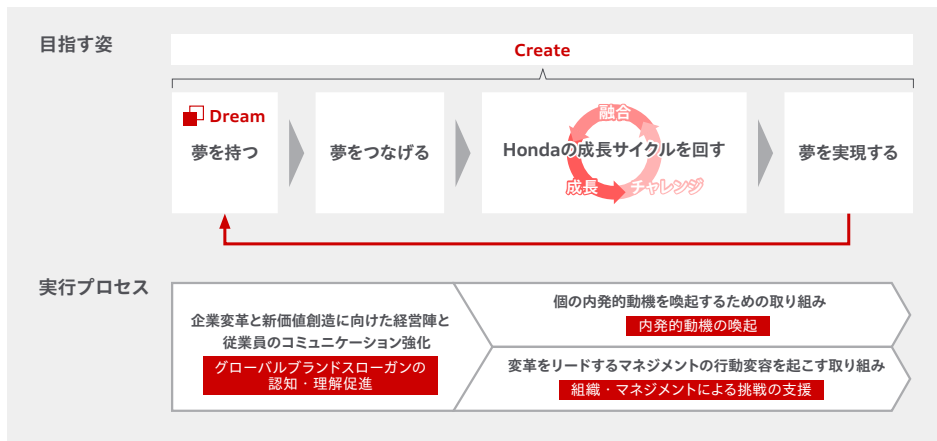 目指す姿
Create
Dream
夢を持つ
夢をつなげる
融合
Hondaの成長サイクルを回す
成長
チャレンジ
夢を実現する
実行プロセス
企業変革と新価値創造に向けた経営陣と
従業員のコミュニケーション強化
グローバルブランドスローガンの
認知・理解促進
個の内発的動機を喚起するための取り組み
内発的動機の喚起
変革をリードするマネジメントの行動変容を起こす取り組み
組織・マネジメントによる挑戦の支援